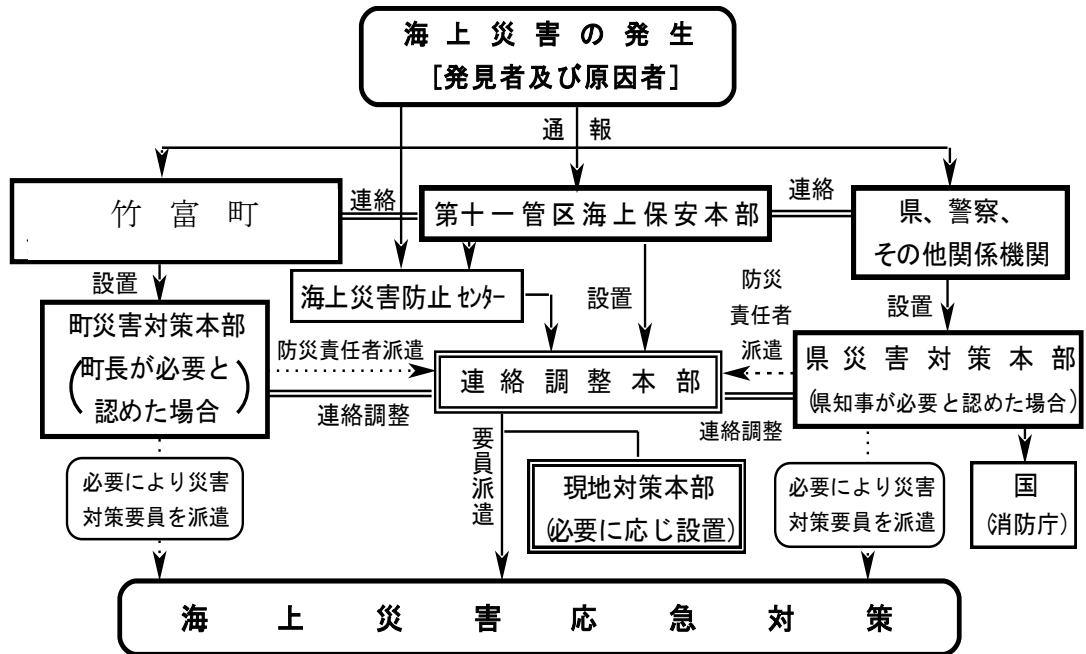 海上災害の発生
[発見者及び原因者]
通報
竹富町
連絡
第十一管区海上保安本部
連絡
県、警察、
その他関係機関
設置
海上災害防止センター
設置
防災
責任者
派遣
設置
町災害対策本部
(町長が必要と
認めた場合)
防災責任者派遣
連絡調整
連絡調整本部
連絡調整
県災害対策本部
(県知事が必要と認めた場合)
必要により災害
対策要員を派遣
要員派遣
現地対策本部
(必要に応じ設置)
必要により災害
対策要員を派遣
国
(消防庁)
海上災害応急対策